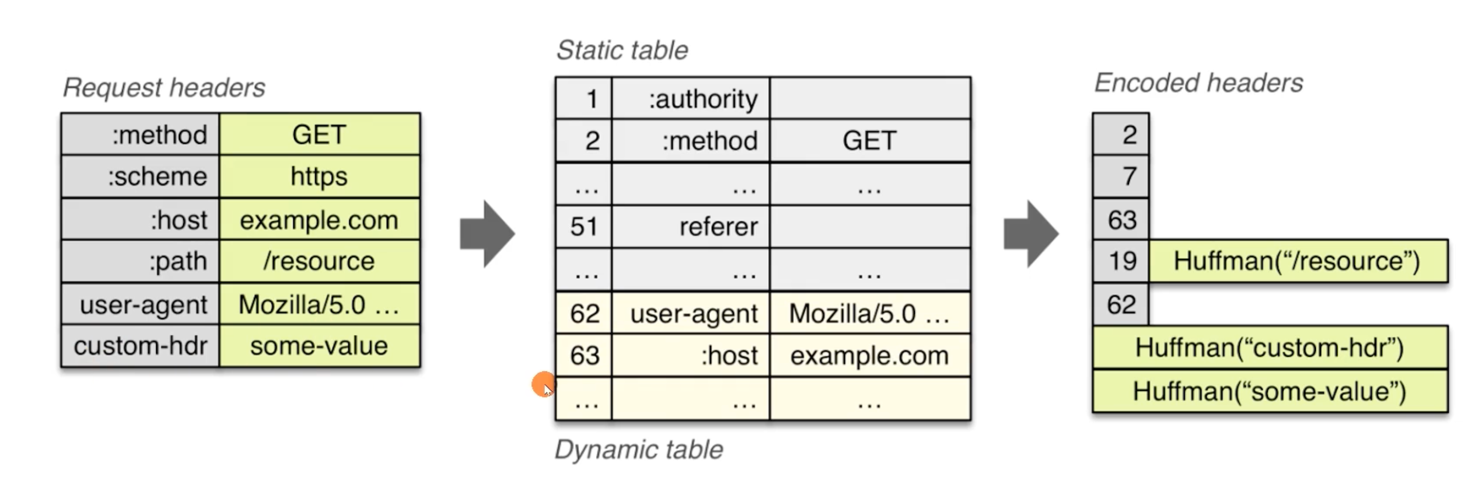 Request headers
:method GET
:scheme https
:host example.com
:path /resource
user-agent Mozilla/5.0 ...
custom-hdr some-value
Static table
1 :authority
2 :method GET
... ... ...
51 referer
... ... ...
62 user-agent Mozilla/5.0 ...
63 :host example.com
... ... ...
Dynamic table
Encoded headers
2
7
63
19 Huffman(“/resource”)
62
Huffman(“custom-hdr”)
Huffman(“some-value”)